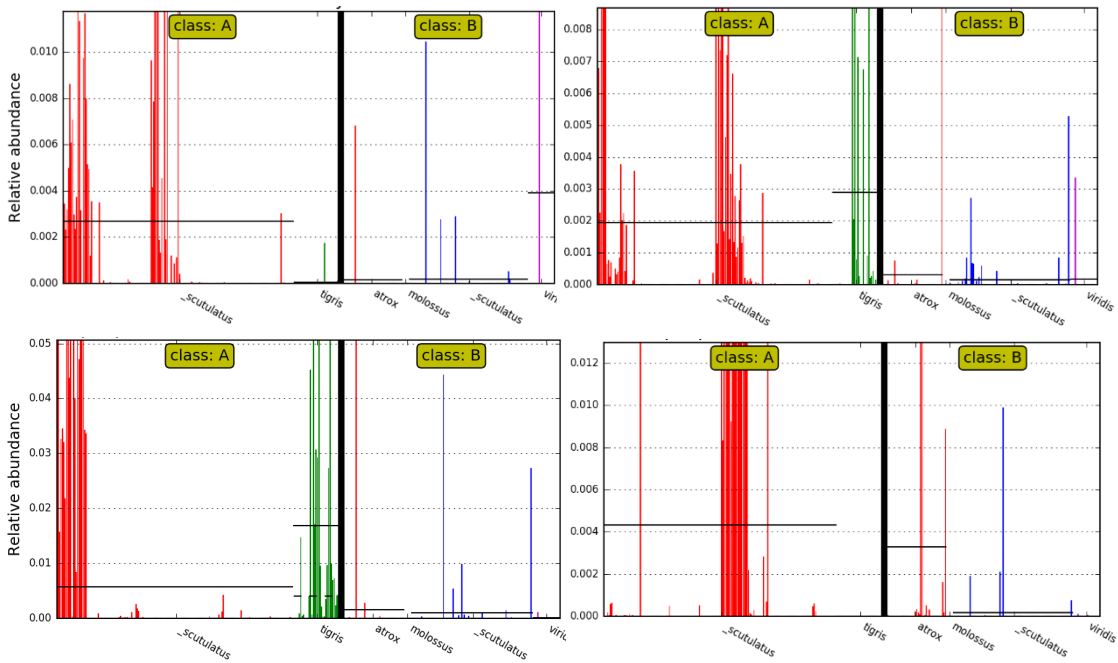 class: A
class: B
Relative abundance
0.010
0.008
0.006
0.004
0.002
0.000
_scutulatus
tigris
atrox
molossus
_scutulatus
viri
class: A
class: B
0.008
0.007
0.006
0.005
0.004
0.003
0.002
0.001
0.000
_scutulatus
tigris
atrox
molossus
_scutulatus
viridis
class: A
class: B
Relative abundance
0.05
0.04
0.03
0.02
0.01
0.00
_scutulatus
tigris
atrox
molossus
_scutulatus
viridi
class: A
class: B
0.012
0.010
0.008
0.006
0.004
0.002
0.000
_scutulatus
tigris
atrox
molossus
_scutulatus
viridis